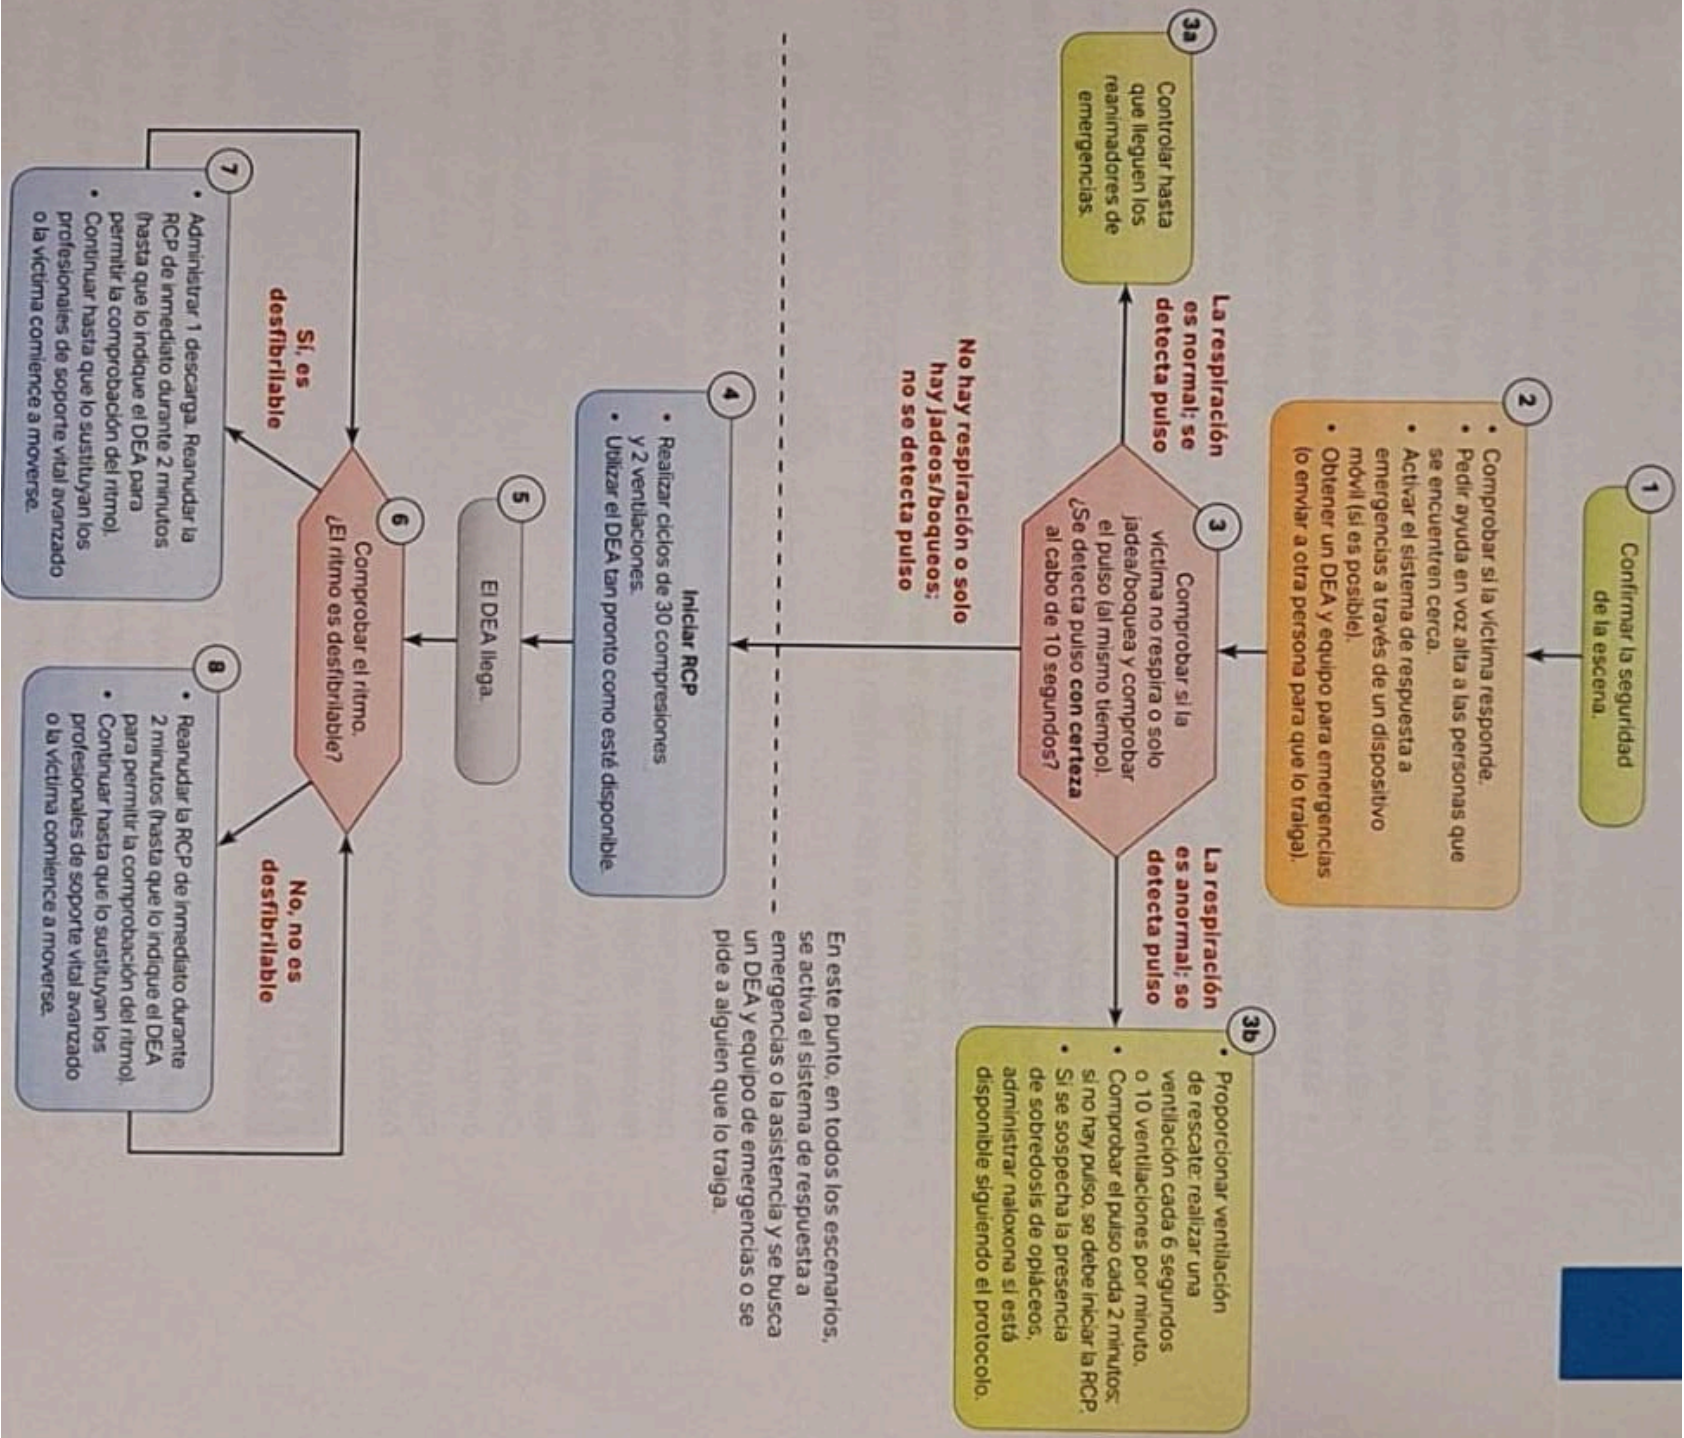 1
Confirmar la seguridad
de la escena.
2
• Comprobar si la víctima responde.
• Pedir ayuda en voz alta a las personas que
se encuentren cerca.
• Activar el sistema de respuesta a
emergencias a través de un dispositivo
móvil (si es posible).
• Obtener un DEA y equipo para emergencias
(o enviar a otra persona para que lo traiga).
3
Comprobar si la
víctima no respira o solo
jadea/boquea y comprobar
el pulso (al mismo tiempo).
¿Se detecta pulso con certeza
al cabo de 10 segundos?
La respiración
es normal; se
detecta pulso
3a
Controlar hasta
que lleguen los
reanimadores de
emergencias.
La respiración
es anormal; se
detecta pulso
3b
• Proporcionar ventilación
de rescate: realizar una
ventilación cada 6 segundos
o 10 ventilaciones por minuto.
• Comprobar el pulso cada 2 minutos;
si no hay pulso, se debe iniciar la RCP.
• Si se sospecha la presencia
de sobredosis de opiáceos,
administrar naloxona si está
disponible siguiendo el protocolo.
No hay respiración o solo
hay jadeos/boqueos;
no se detecta pulso
En este punto, en todos los escenarios,
se activa el sistema de respuesta a
emergencias o la asistencia y se busca
un DEA y equipo de emergencias o se
pide a alguien que lo traiga.
4
Iniciar RCP
• Realizar ciclos de 30 compresiones
y 2 ventilaciones.
• Utilizar el DEA tan pronto como esté disponible.
5
El DEA llega.
6
Comprobar el ritmo.
¿El ritmo es desfibrilable?
Sí, es
desfibrilable
No, no es
desfibrilable
7
• Administrar 1 descarga. Reanudar la
RCP de inmediato durante 2 minutos
(hasta que lo indique el DEA para
permitir la comprobación del ritmo).
• Continuar hasta que lo sustituyan los
profesionales de soporte vital avanzado
o la víctima comience a moverse.
8
• Reanudar la RCP de inmediato durante
2 minutos (hasta que lo indique el DEA
para permitir la comprobación del ritmo).
• Continuar hasta que lo sustituyan los
profesionales de soporte vital avanzado
o la víctima comience a moverse.